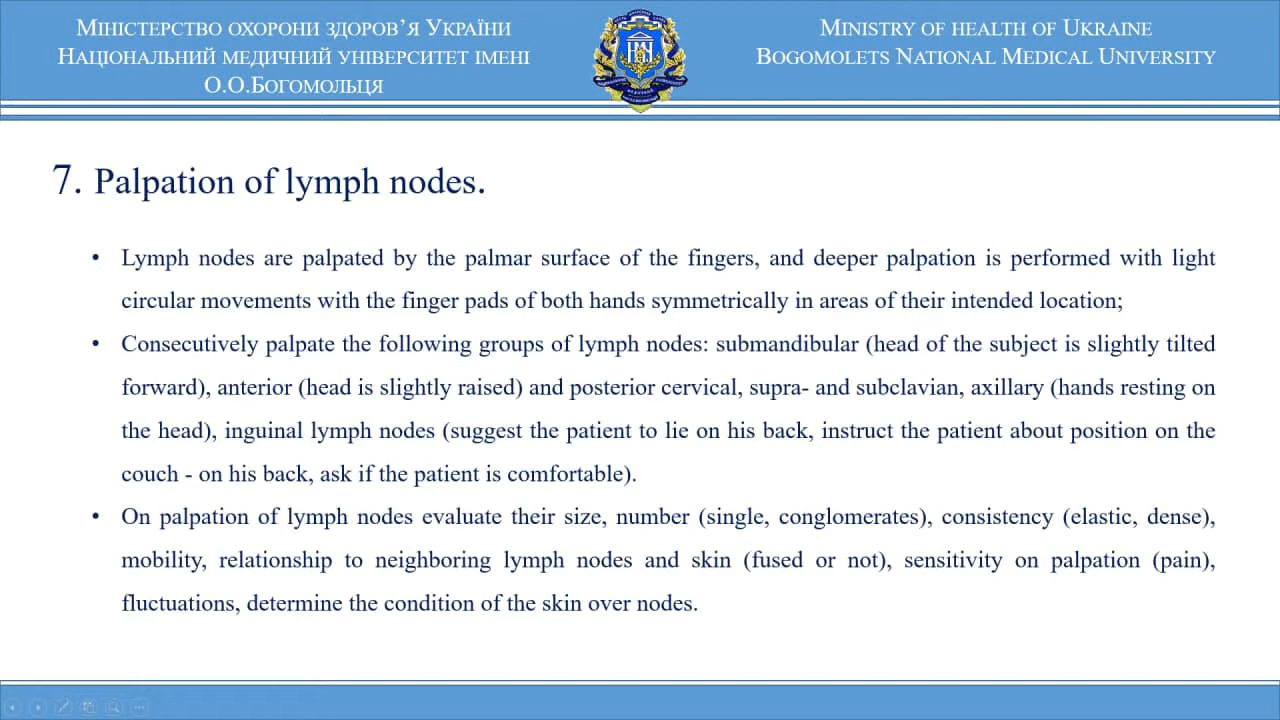 Міністерство охорони здоров’я України
Національний медичний університет імені
О.О.Богомольця
Ministry of health of Ukraine
Bogomolets National Medical University
7. Palpation of lymph nodes.
• Lymph nodes are palpated by the palmar surface of the fingers, and deeper palpation is performed with light
circular movements with the finger pads of both hands symmetrically in areas of their intended location;
• Consecutively palpate the following groups of lymph nodes: submandibular (head of the subject is slightly tilted
forward), anterior (head is slightly raised) and posterior cervical, supra- and subclavian, axillary (hands resting on
the head), inguinal lymph nodes (suggest the patient to lie on his back, instruct the patient about position on the
couch - on his back, ask if the patient is comfortable).
• On palpation of lymph nodes evaluate their size, number (single, conglomerates), consistency (elastic, dense),
mobility, relationship to neighboring lymph nodes and skin (fused or not), sensitivity on palpation (pain),
fluctuations, determine the condition of the skin over nodes.